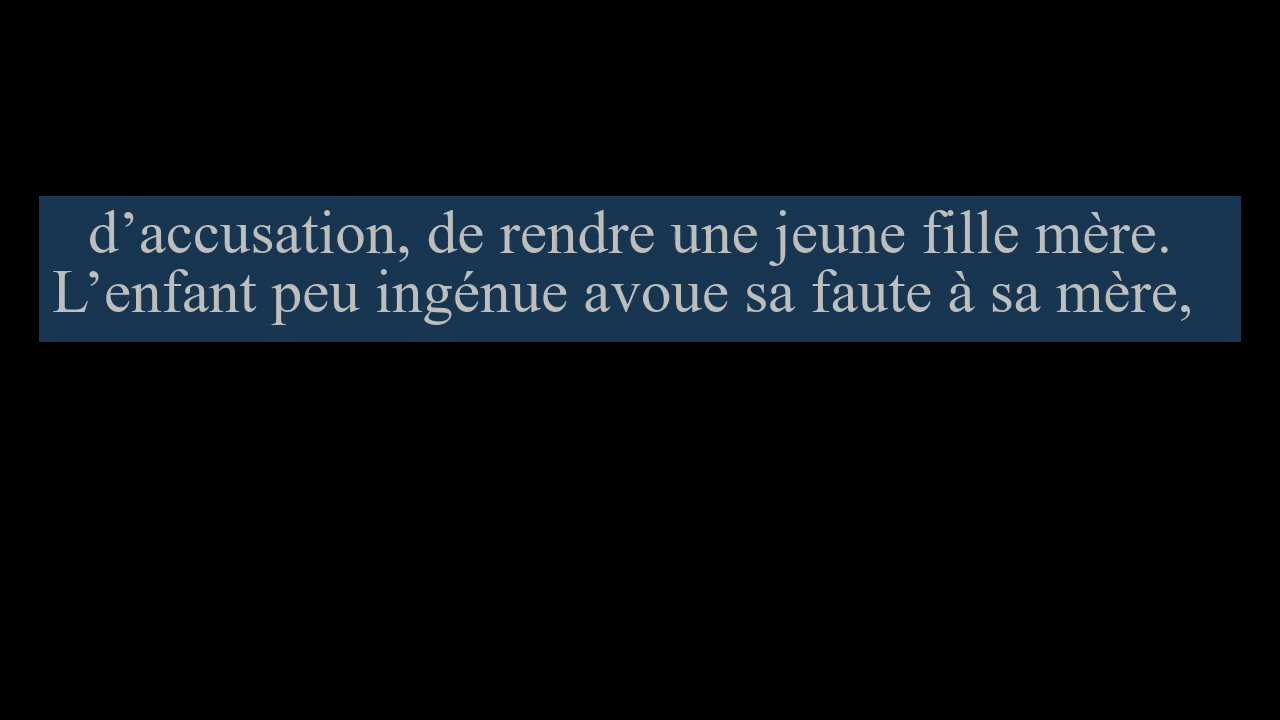 d’accusation, de rendre une jeune fille mère.
L’enfant peu ingénue avoue sa faute à sa mère,